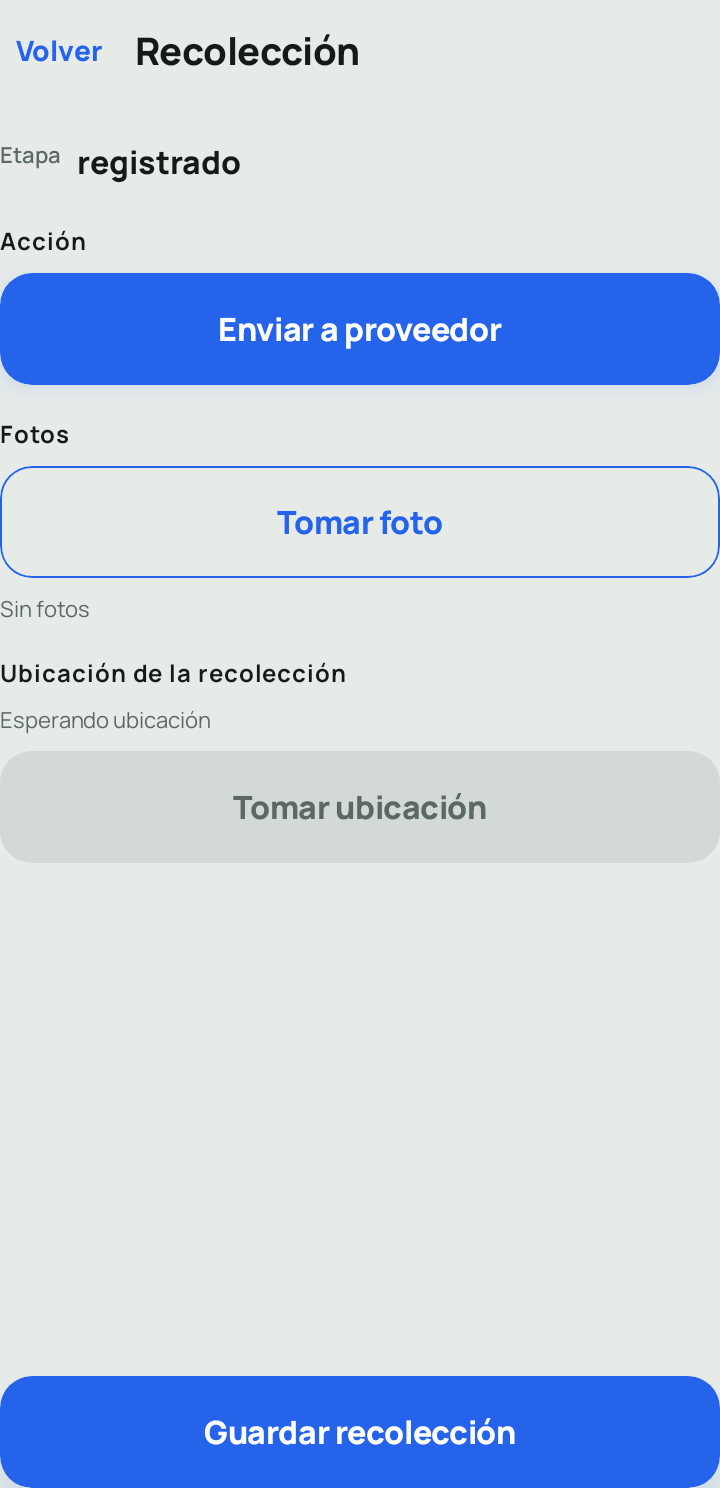 Volver Recolección
Etapa registrado
Acción
Enviar a proveedor
Fotos
Tomar foto
Sin fotos
Ubicación de la recolección
Esperando ubicación
Tomar ubicación
Guardar recolección